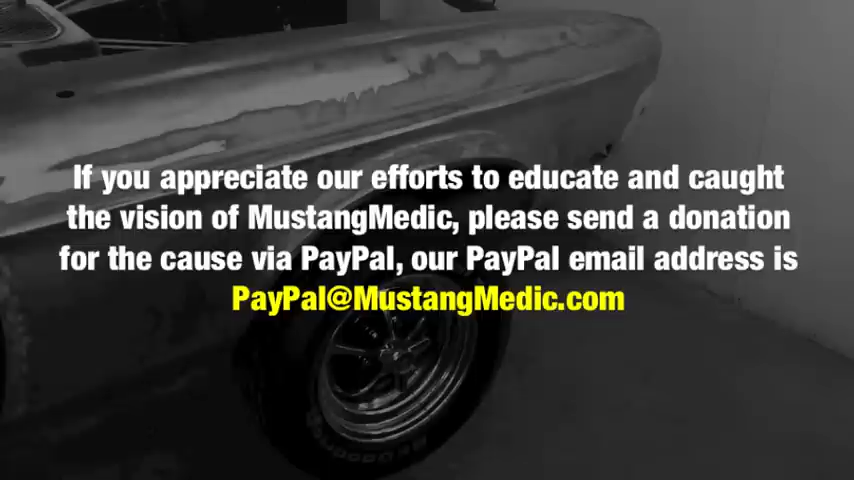 If you appreciate our efforts to educate and caught
the vision of MustangMedic, please send a donation
for the cause via PayPal, our PayPal email address is
PayPal@MustangMedic.com